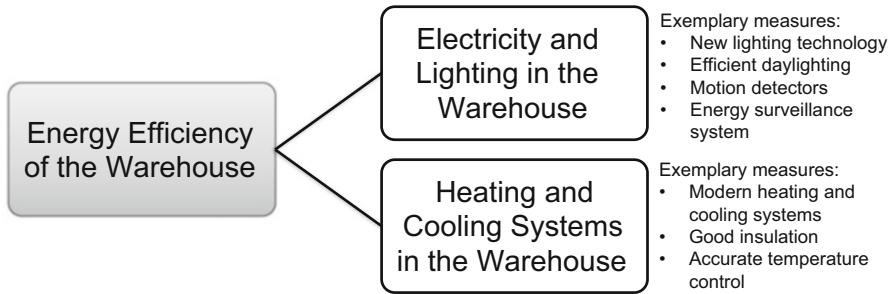 Energy Efficiency
of the Warehouse
Electricity and
Lighting in the
Warehouse
Exemplary measures:
• New lighting technology
• Efficient daylighting
• Motion detectors
• Energy surveillance
system
Heating and
Cooling Systems
in the Warehouse
Exemplary measures:
• Modern heating and
cooling systems
• Good insulation
• Accurate temperature
control